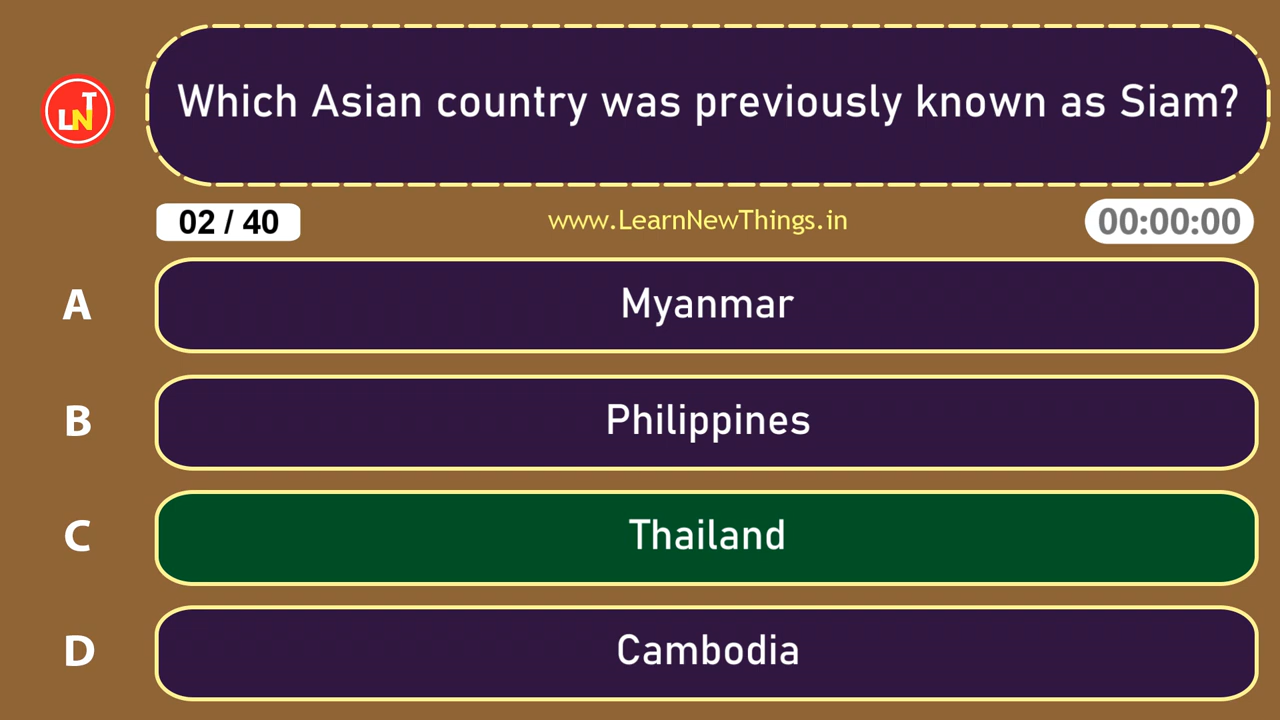 Which Asian country was previously known as Siam?
LNT
02 / 40
www.LearnNewThings.in
00:00:00
A
Myanmar
B
Philippines
C
Thailand
D
Cambodia